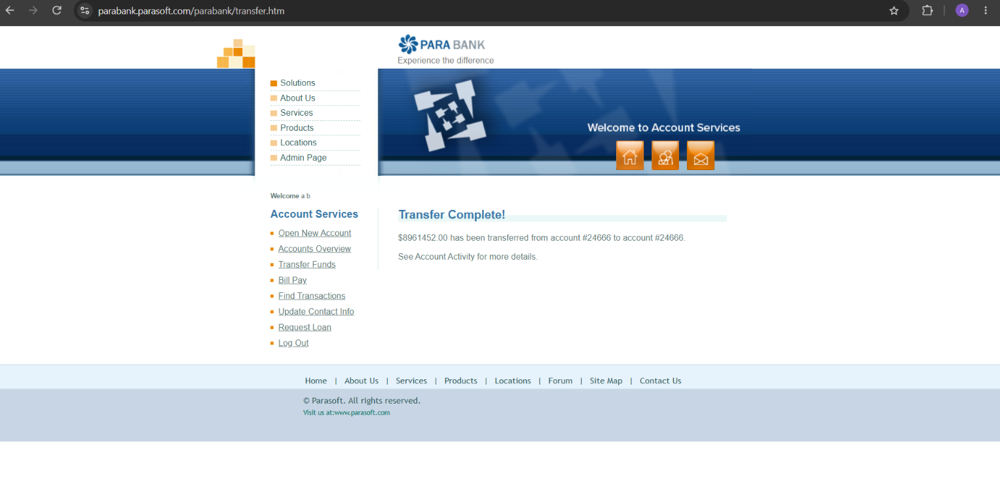 parabank.parasoft.com/parabank/transfer.htm
A
PARA BANK
Experience the difference
Solutions
About Us
Services
Products
Locations
Admin Page
Welcome to Account Services
Welcome a b
Account Services
Open New Account
Accounts Overview
Transfer Funds
Bill Pay
Find Transactions
Update Contact Info
Request Loan
Log Out
Transfer Complete!
$8961452.00 has been transferred from account #24666 to account #24666.
See Account Activity for more details.
Home | About Us | Services | Products | Locations | Forum | Site Map | Contact Us
© Parasoft. All rights reserved.
Visit us at:www.parasoft.com